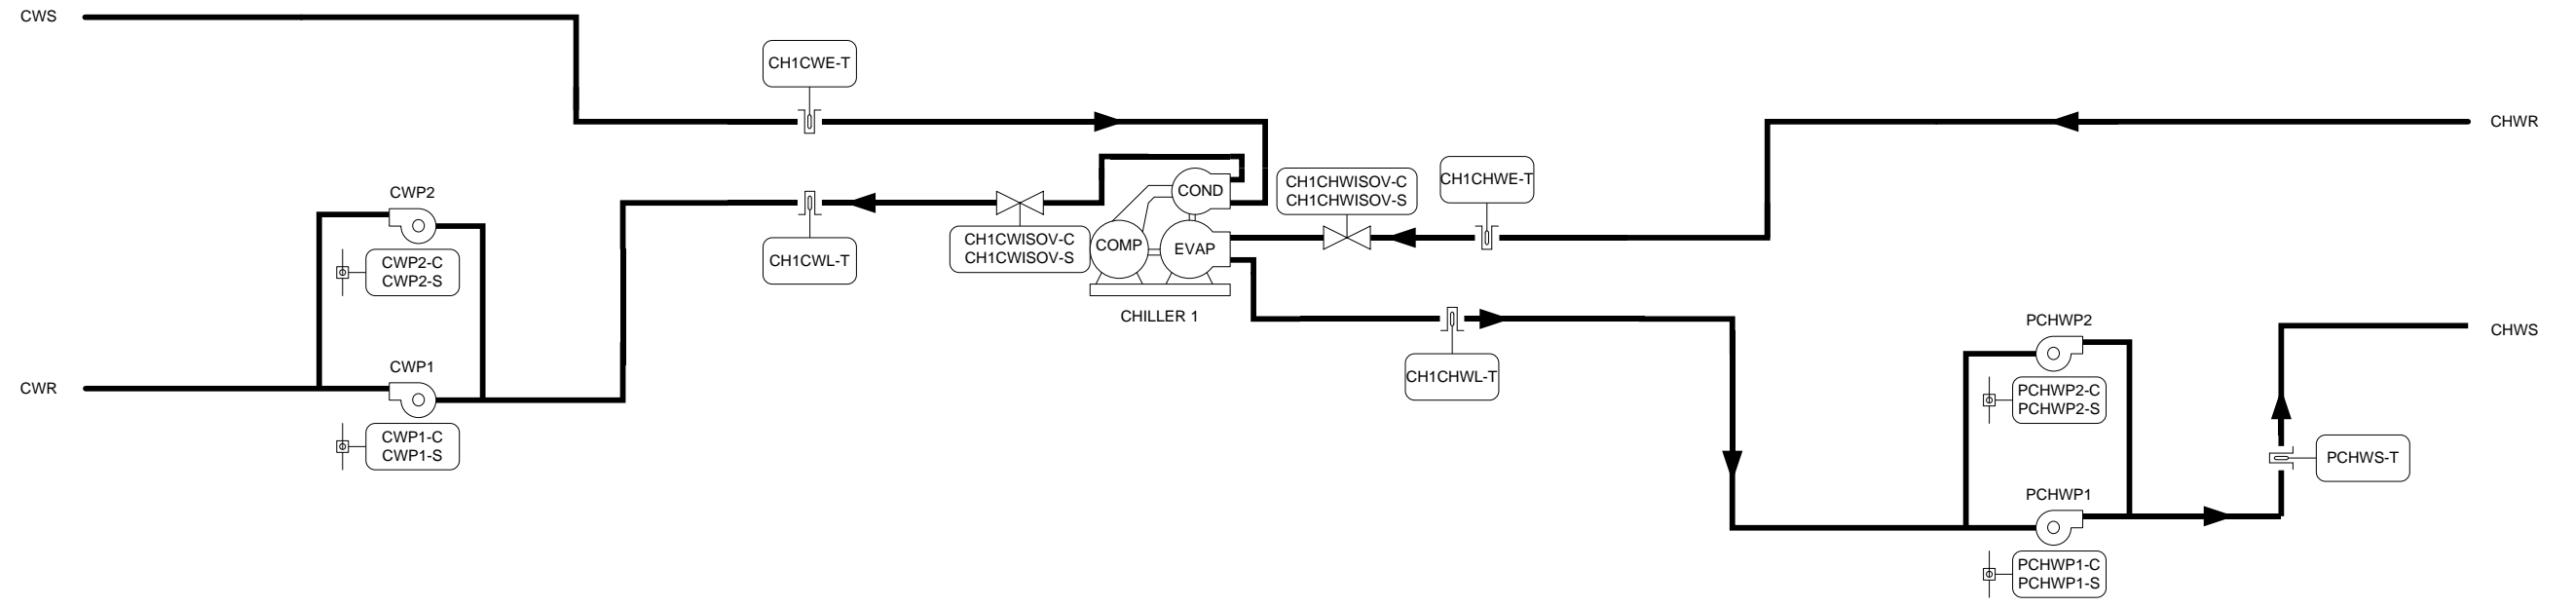 CWS
CH1CWE-T
CHWR
CH1CHWE-T
CH1CHWISOV-C
CH1CHWISOV-S
COND
CWP2
COMP
EVAP
CH1CWISOV-C
CH1CWISOV-S
CH1CWL-T
CWP2-C
CWP2-S
CHILLER 1
PCHWP2
CHWS
CWP1
CWR
CH1CHWL-T
PCHWP2-C
PCHWP2-S
CWP1-C
CWP1-S
PCHWS-T
PCHWP1
PCHWP1-C
PCHWP1-S